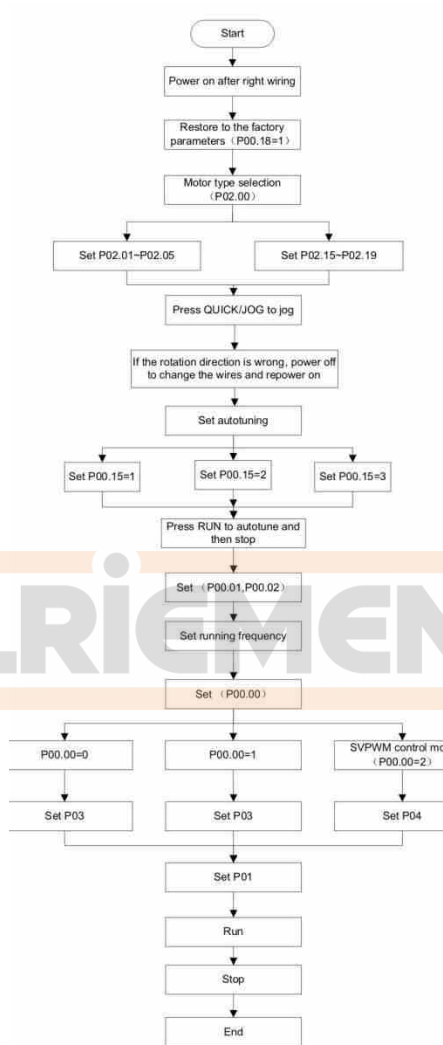 Start
Power on after right wiring
Restore to the factory
parameters（P00.18=1）
Motor type selection
（P02.00）
Set P02.01~P02.05
Set P02.15~P02.19
Press QUICK/JOG to jog
If the rotation direction is wrong, power off
to change the wires and repower on
Set autotuning
Set P00.15=1
Set P00.15=2
Set P00.15=3
Press RUN to autotune and
then stop
Set （P00.01,P00.02）
Set running frequency
LRiEMEN
Set （P00.00）
P00.00=0
P00.00=1
SVPWM control mo
（P00.00=2）
Set P03
Set P03
Set P04
Set P01
Run
Stop
End